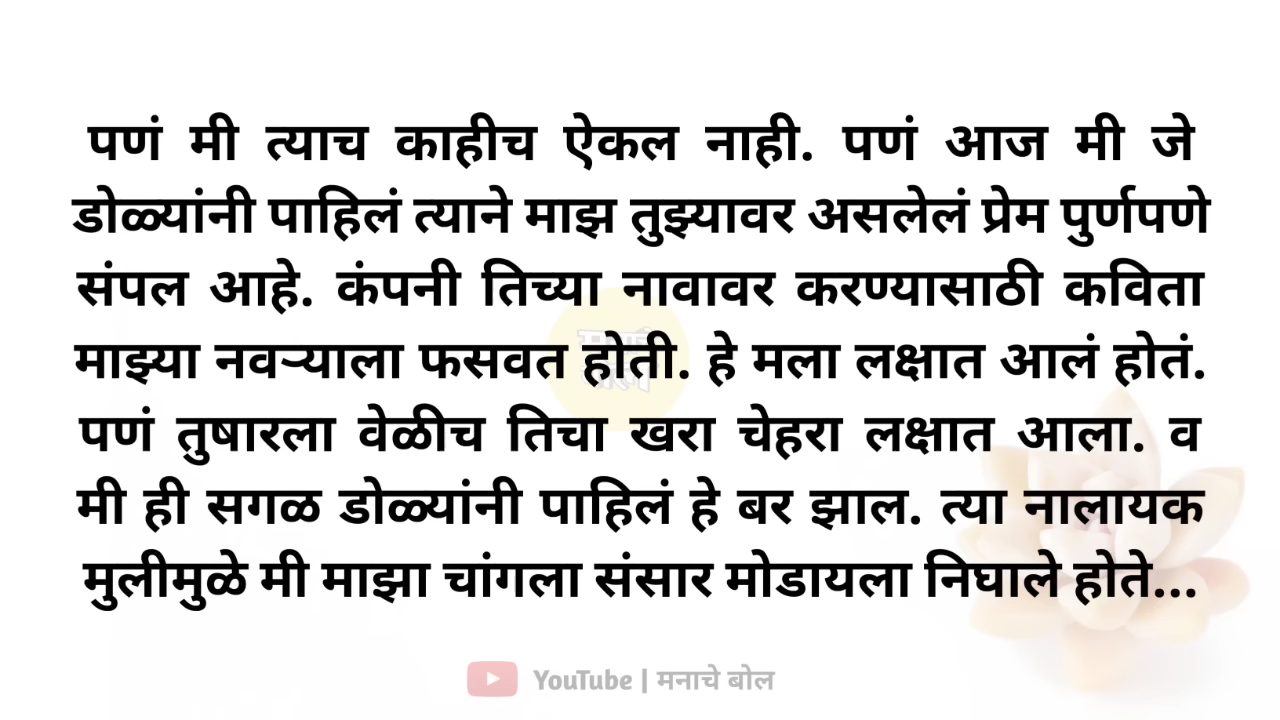 पणं मी त्याच काहीच ऐकल नाही. पणं आज मी जे
डोळ्यांनी पाहिलं त्याने माझ तुझ्यावर असलेलं प्रेम पुर्णपणे
संपल आहे. कंपनी तिच्या नावावर करण्यासाठी कविता
माझ्या नवऱ्याला फसवत होती. हे मला लक्षात आलं होतं.
पणं तुषारला वेळीच तिचा खरा चेहरा लक्षात आला. व
मी ही सगळ डोळ्यांनी पाहिलं हे बर झाल. त्या नालायक
मुलीमुळे मी माझा चांगला संसार मोडायला निघाले होते...
YouTube | मनाचे बोल